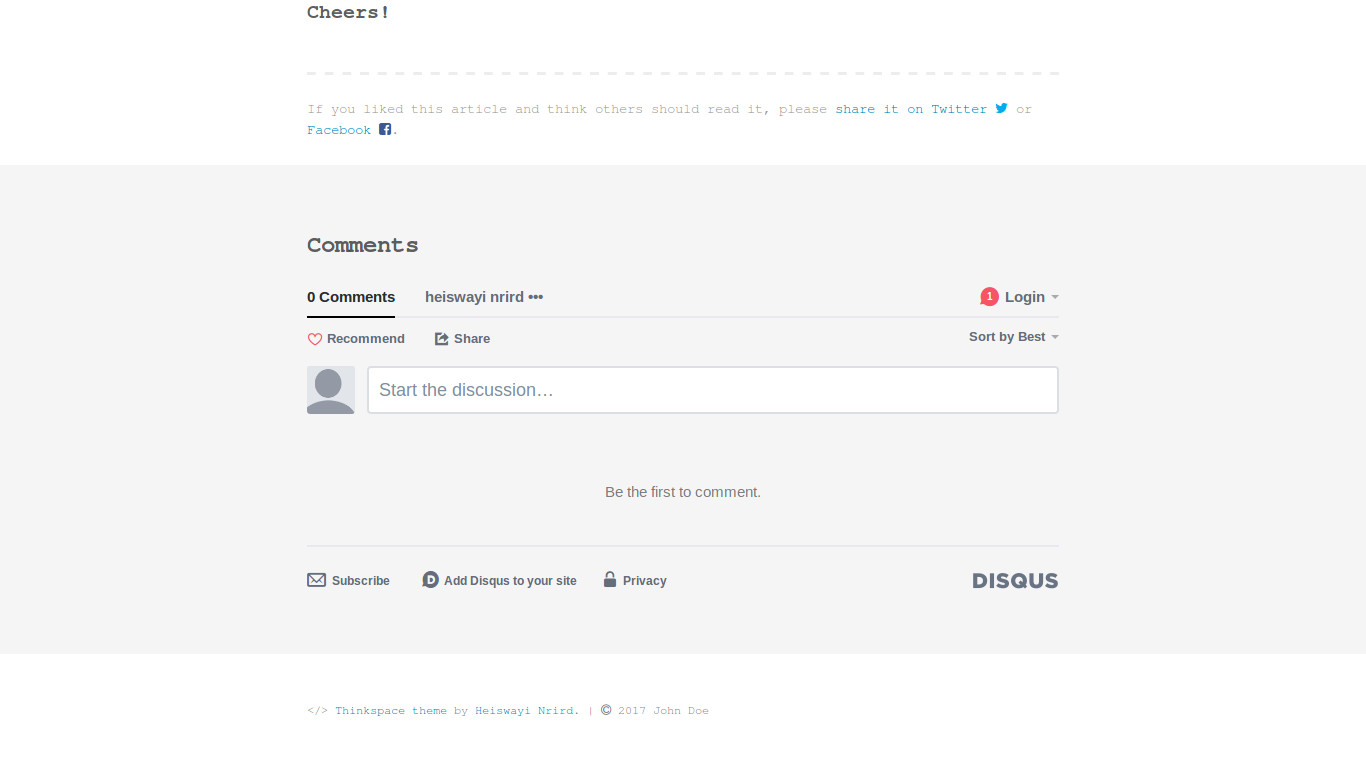 Cheers!
If you liked this article and think others should read it, please share it on Twitter or
Facebook .
Comments
0 Comments heiswayi nrird ••• 1 Login
Recommend Share Sort by Best
Start the discussion…
Be the first to comment.
Subscribe Add Disqus to your site Privacy DISQUS
</> Thinkspace theme by Heiswayi Nrird. | © 2017 John Doe